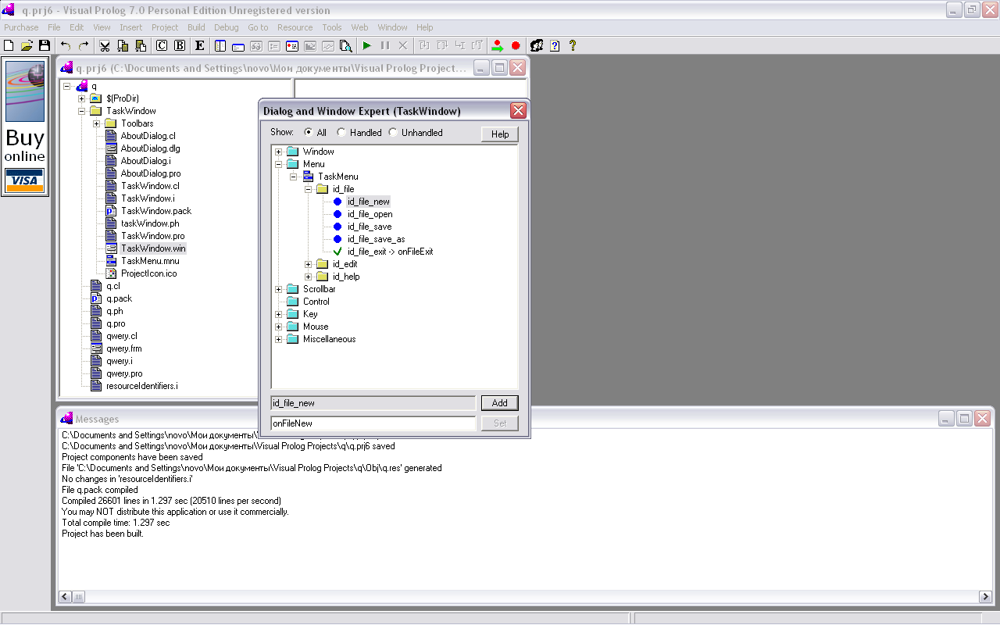 q.prj6 - Visual Prolog 7.0 Personal Edition Unregistered version
Purchase File Edit View Insert Project Build Debug Go to Resource Tools Web Window Help
C B E
Buy
online
VISA
q.prj6 (C:\Documents and Settings\novo\Мои документы\Visual Prolog Project...
q
$(ProDir)
TaskWindow
Toolbars
AboutDialog.cl
AboutDialog.dlg
AboutDialog.i
AboutDialog.pro
TaskWindow.cl
TaskWindow.i
TaskWindow.pack
taskWindow.ph
TaskWindow.pro
TaskWindow.win
TaskMenu.mnu
ProjectIcon.ico
q.cl
q.pack
q.ph
q.pro
qwery.cl
qwery.frm
qwery.i
qwery.pro
resourceIdentifiers.i
Dialog and Window Expert (TaskWindow)
Show: All Handled Unhandled Help
Window
Menu
TaskMenu
id_file
id_file_new
id_file_open
id_file_save
id_file_save_as
id_file_exit -> onFileExit
id_edit
id_help
Scrollbar
Control
Key
Mouse
Miscellaneous
id_file_new Add
onFileNew Set
Messages
C:\Documents and Settings\novo\Мои документы\
C:\Documents and Settings\novo\Мои документы\Visual Prolog Projects\q\q.prj6 saved
Project components have been saved
File 'C:\Documents and Settings\novo\Мои документы\Visual Prolog Projects\q\Obj\q.res' generated
No changes in 'resourceIdentifiers.i'
File q.pack compiled
Compiled 26601 lines in 1.297 sec (20510 lines per second)
You may NOT distribute this application or use it commercially.
Total compile time: 1.297 sec
Project has been built.